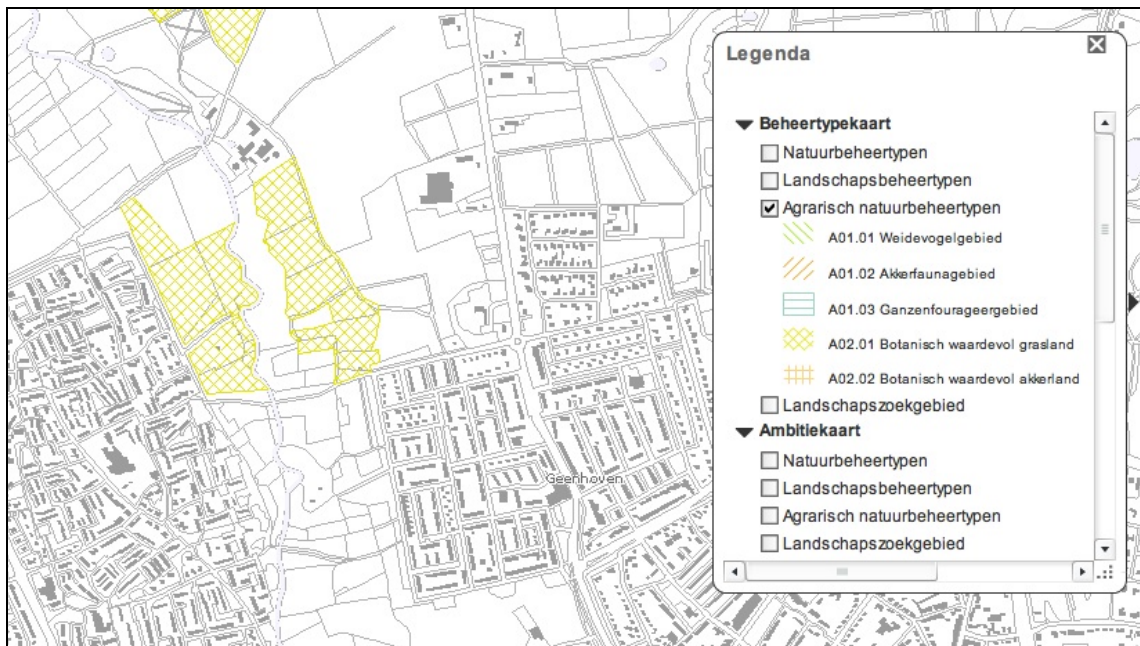 Legenda
Beheertypekaart
Natuurbeheertypen
Landschapsbeheertypen
Agrarisch natuurbeheertypen
A01.01 Weidevogelgebied
A01.02 Akkerfaunagebied
A01.03 Ganzenfourageergebied
A02.01 Botanisch waardevol grasland
A02.02 Botanisch waardevol akkerland
Landschapszoekgebied
Ambitiekaart
Natuurbeheertypen
Landschapsbeheertypen
Agrarisch natuurbeheertypen
Landschapszoekgebied
Geenhoven